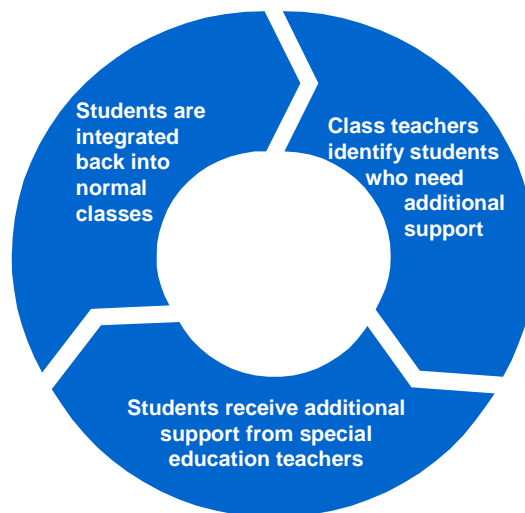 Students are
integrated
back into
normal
classes
Class teachers
identify students
who need
additional
support
Students receive additional
support from special
education teachers